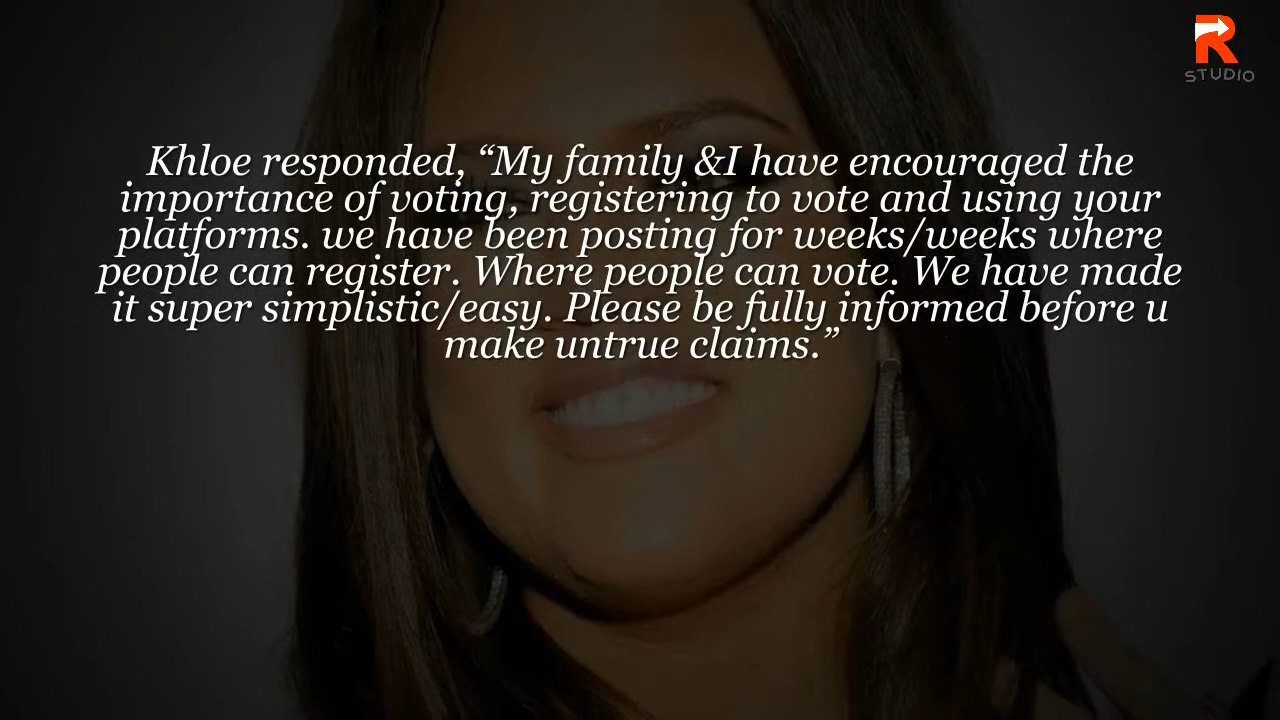 R
STUDIO
Khloe responded, “My family &I have encouraged the
importance of voting, registering to vote and using your
platforms. we have been posting for weeks/weeks where
people can register. Where people can vote. We have made
it super simplistic/easy. Please be fully informed before u
make untrue claims.”